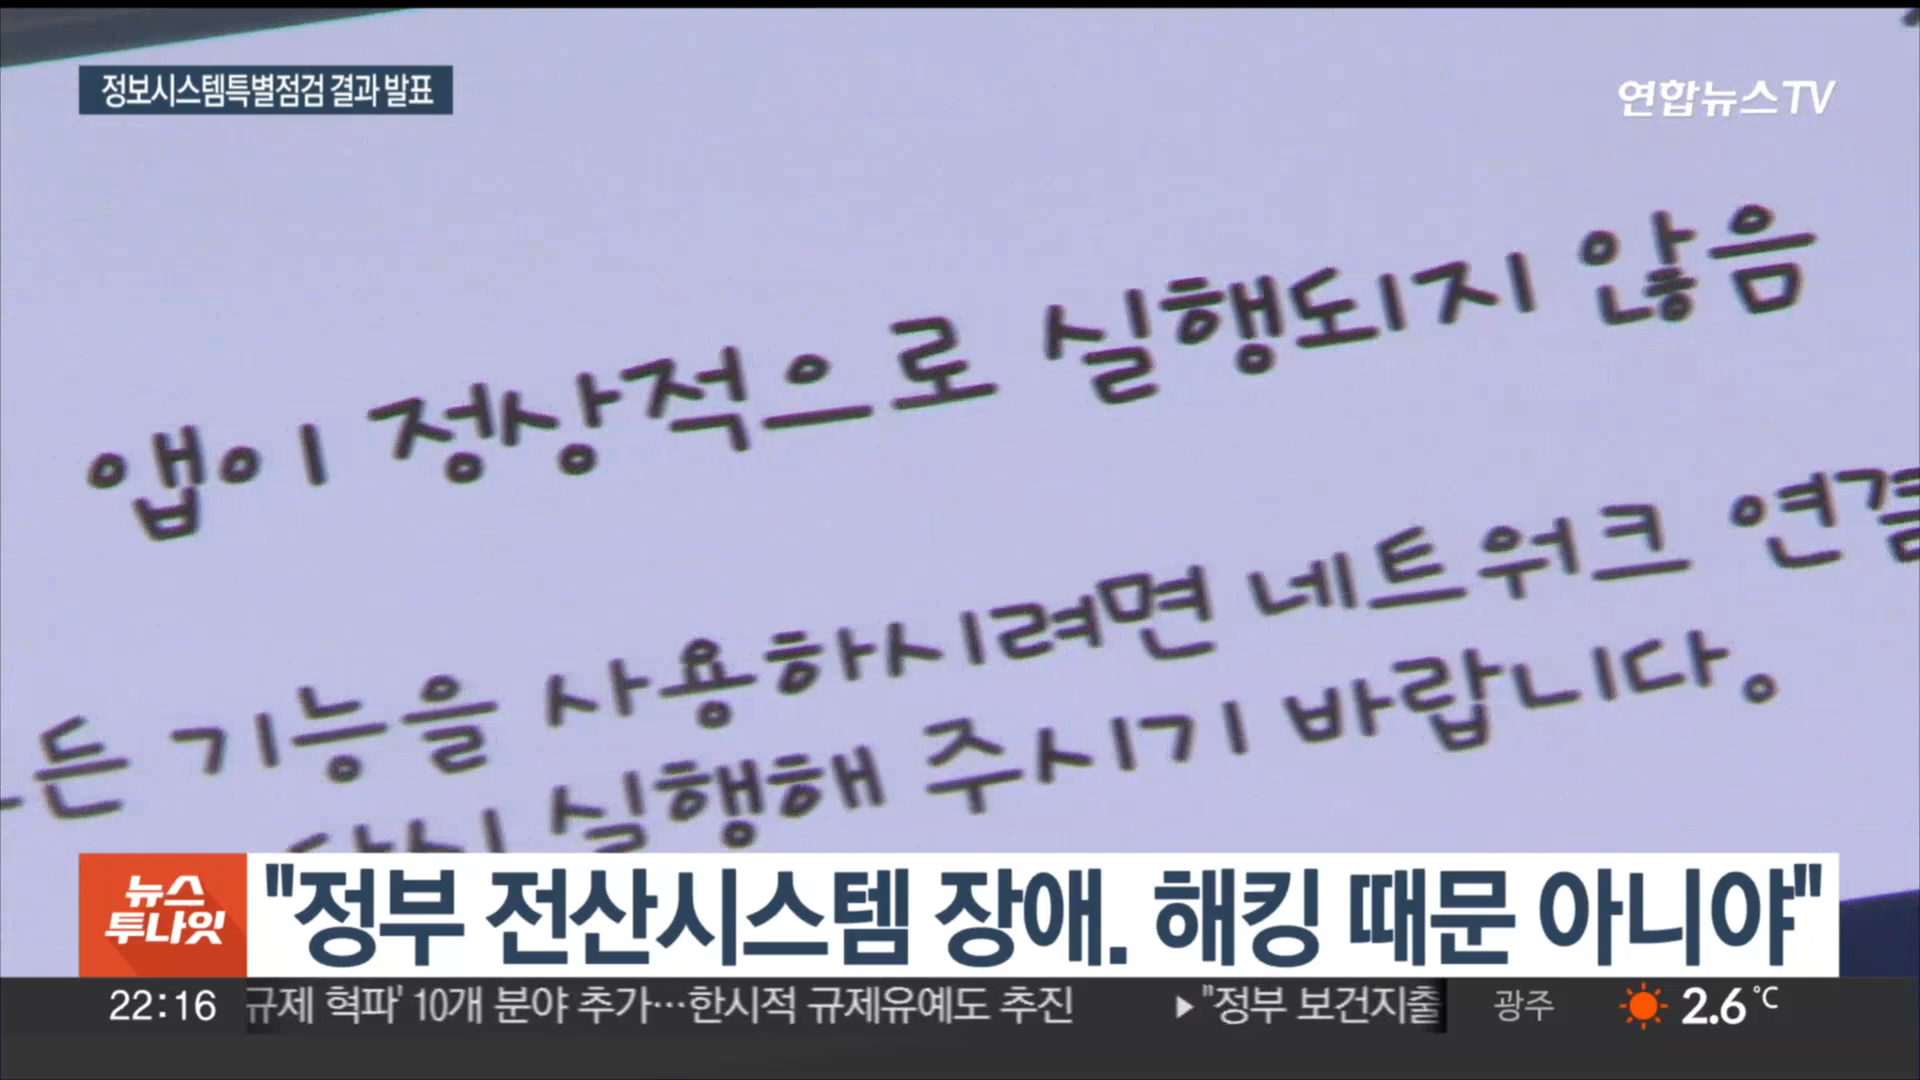 정보시스템특별점검 결과 발표
연합뉴스TV
앱이 정상적으로 실행되지 않음
든 기능을 사용하시려면 네트워크 연결
실행해 주시기 바랍니다.
뉴스
투나잇
"정부 전산시스템 장애. 해킹 때문 아니야"
22:16 규제 혁파' 10개 분야 추가…한시적 규제유예도 추진 ▶"정부 보건지출 광주 2.6℃